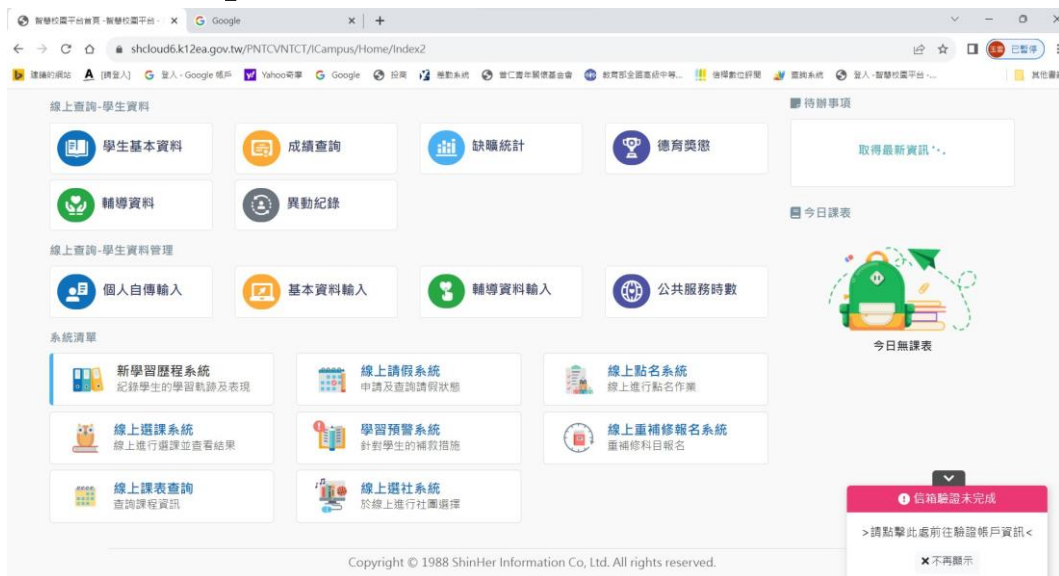 智慧校園平台首頁 -智慧校園平台 - Google
shcloud6.k12ea.gov.tw/PNTCVNTCT/ICampus/Home/Index2 已暫停
建議的網站 [請登入] 登入 - Google 帳戶 Yahoo奇摩 Google 投商 差勤系統 教育部全國高級中等... 查詢系統 登入 -智慧校園平台 -...
線上查詢-學生資料
學生基本資料 成績查詢 缺曠統計 德育獎懲
輔導資料 異動紀錄
線上查詢-學生資料管理
個人自傳輸入 基本資料輸入 輔導資料輸入 公共服務時數
系統清單
新學習歷程系統 線上請假系統 線上點名系統
紀錄學生的學習軌跡及表現 申請及查詢請假狀態 線上進行點名作業
線上選課系統 學習預警系統 線上重補修報名系統
線上進行選課並查看結果 針對學生的補救措施 重補修科目報名
線上課表查詢 線上選社系統
查詢課程資訊 於線上進行社團選擇
待辦事項
取得最新資訊
今日課表
今日無課表
信箱驗證未完成
>請點擊此處前往驗證帳戶資訊<
不再顯示
Copyright © 1988 ShinHer Information Co, Ltd. All rights reserved.